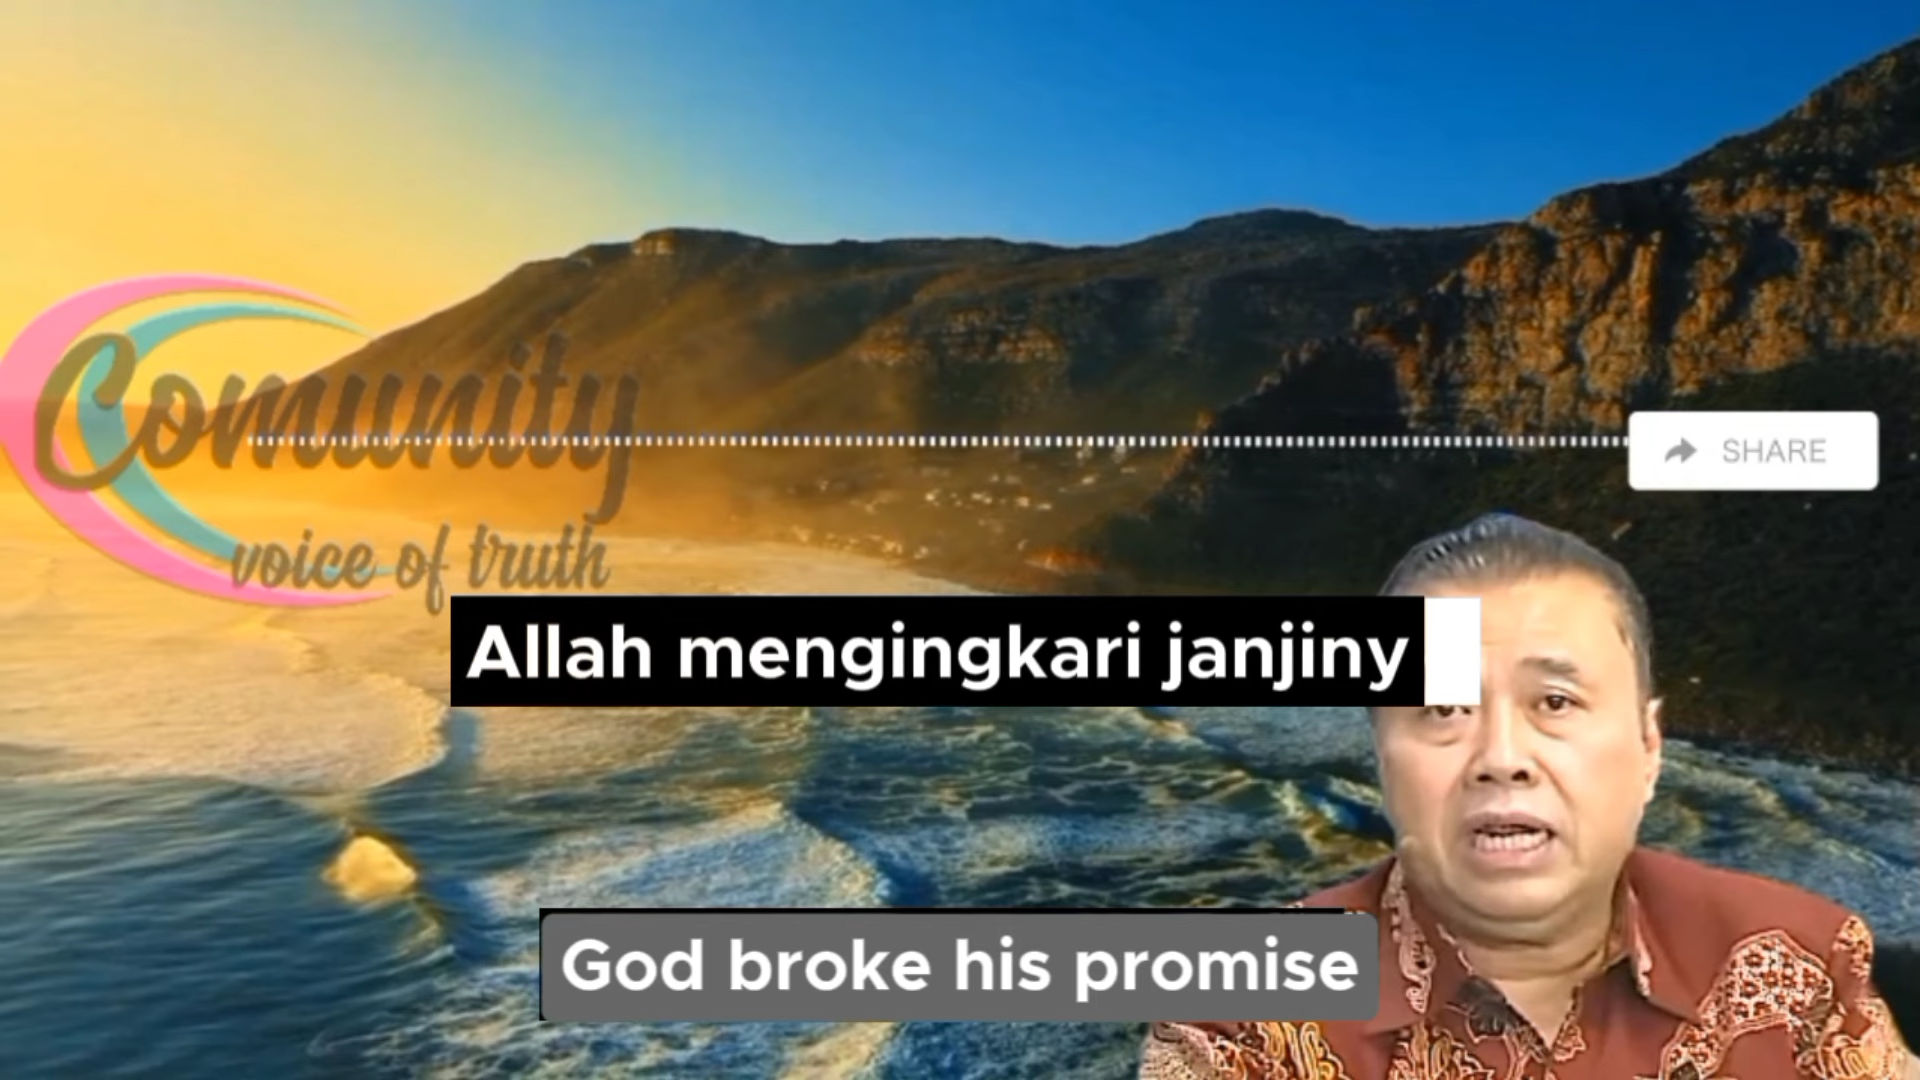 Comunity
voice of truth
SHARE
Allah mengingkari janjiny
God broke his promise